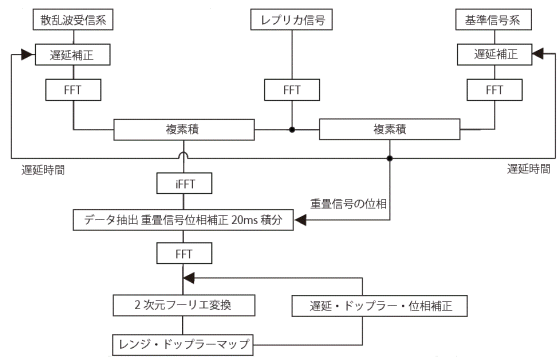 散乱波受信系
レプリカ信号
基準信号系
遅延補正
遅延補正
FFT
FFT
FFT
複素積
複素積
遅延時間
遅延時間
iFFT
重畳信号の位相
データ抽出 重畳信号位相補正 20ms 積分
FFT
2 次元フーリエ変換
遅延・ドップラー・位相補正
レンジ・ドップラーマップ